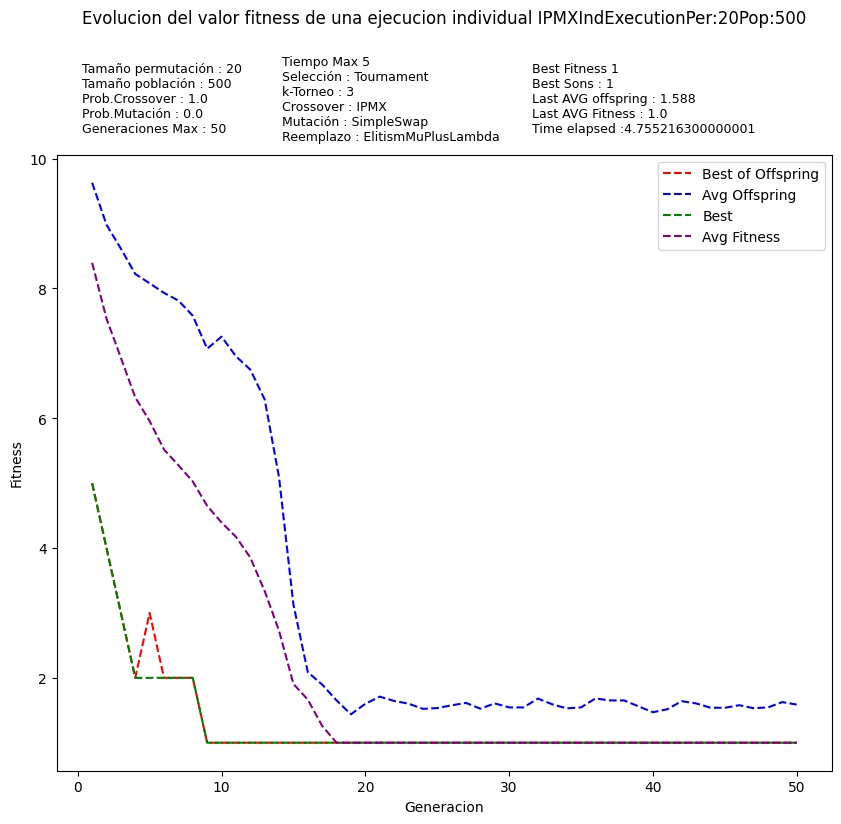 Evolucion del valor fitness de una ejecucion individual IPMXIndExecutionPer:20Pop:500
Tamaño permutación : 20
Tamaño población : 500
Prob.Crossover : 1.0
Prob.Mutación : 0.0
Generaciones Max : 50
Tiempo Max 5
Selección : Tournament
k-Torneo : 3
Crossover : IPMX
Mutación : SimpleSwap
Reemplazo : ElitismMuPlusLambda
Best Fitness 1
Best Sons : 1
Last AVG offspring : 1.588
Last AVG Fitness : 1.0
Time elapsed :4.755216300000001
Best of Offspring
Avg Offspring
Best
Avg Fitness
Fitness
10
8
6
4
2
0
10
20
30
40
50
Generacion